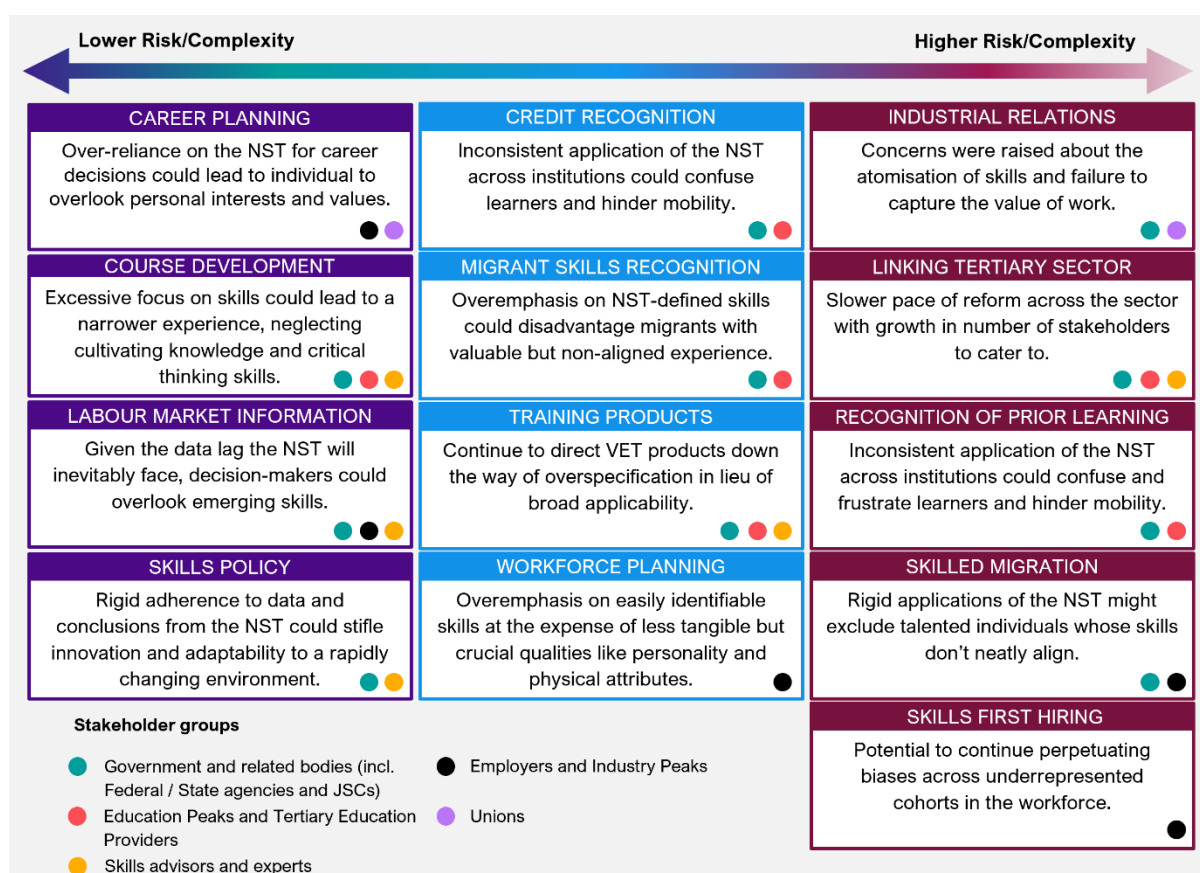 Lower Risk/Complexity
Higher Risk/Complexity
CAREER PLANNING
Over-reliance on the NST for career
decisions could lead to individual to
overlook personal interests and values.
COURSE DEVELOPMENT
Excessive focus on skills could lead to a
narrower experience, neglecting
cultivating knowledge and critical
thinking skills.
LABOUR MARKET INFORMATION
Given the data lag the NST will
inevitably face, decision-makers could
overlook emerging skills.
SKILLS POLICY
Rigid adherence to data and
conclusions from the NST could stifle
innovation and adaptability to a rapidly
changing environment.
CREDIT RECOGNITION
Inconsistent application of the NST
across institutions could confuse
learners and hinder mobility.
MIGRANT SKILLS RECOGNITION
Overemphasis on NST-defined skills
could disadvantage migrants with
valuable but non-aligned experience.
TRAINING PRODUCTS
Continue to direct VET products down
the way of overspecification in lieu of
broad applicability.
WORKFORCE PLANNING
Overemphasis on easily identifiable
skills at the expense of less tangible but
crucial qualities like personality and
physical attributes.
INDUSTRIAL RELATIONS
Concerns were raised about the
atomisation of skills and failure to
capture the value of work.
LINKING TERTIARY SECTOR
Slower pace of reform across the sector
with growth in number of stakeholders
to cater to.
RECOGNITION OF PRIOR LEARNING
Inconsistent application of the NST
across institutions could confuse and
frustrate learners and hinder mobility.
SKILLED MIGRATION
Rigid applications of the NST might
exclude talented individuals whose skills
don't neatly align.
SKILLS FIRST HIRING
Potential to continue perpetuating
biases across underrepresented
cohorts in the workforce.
Stakeholder groups
Government and related bodies (incl.
Federal / State agencies and JSCs)
Education Peaks and Tertiary Education
Providers
Skills advisors and experts
Employers and Industry Peaks
Unions